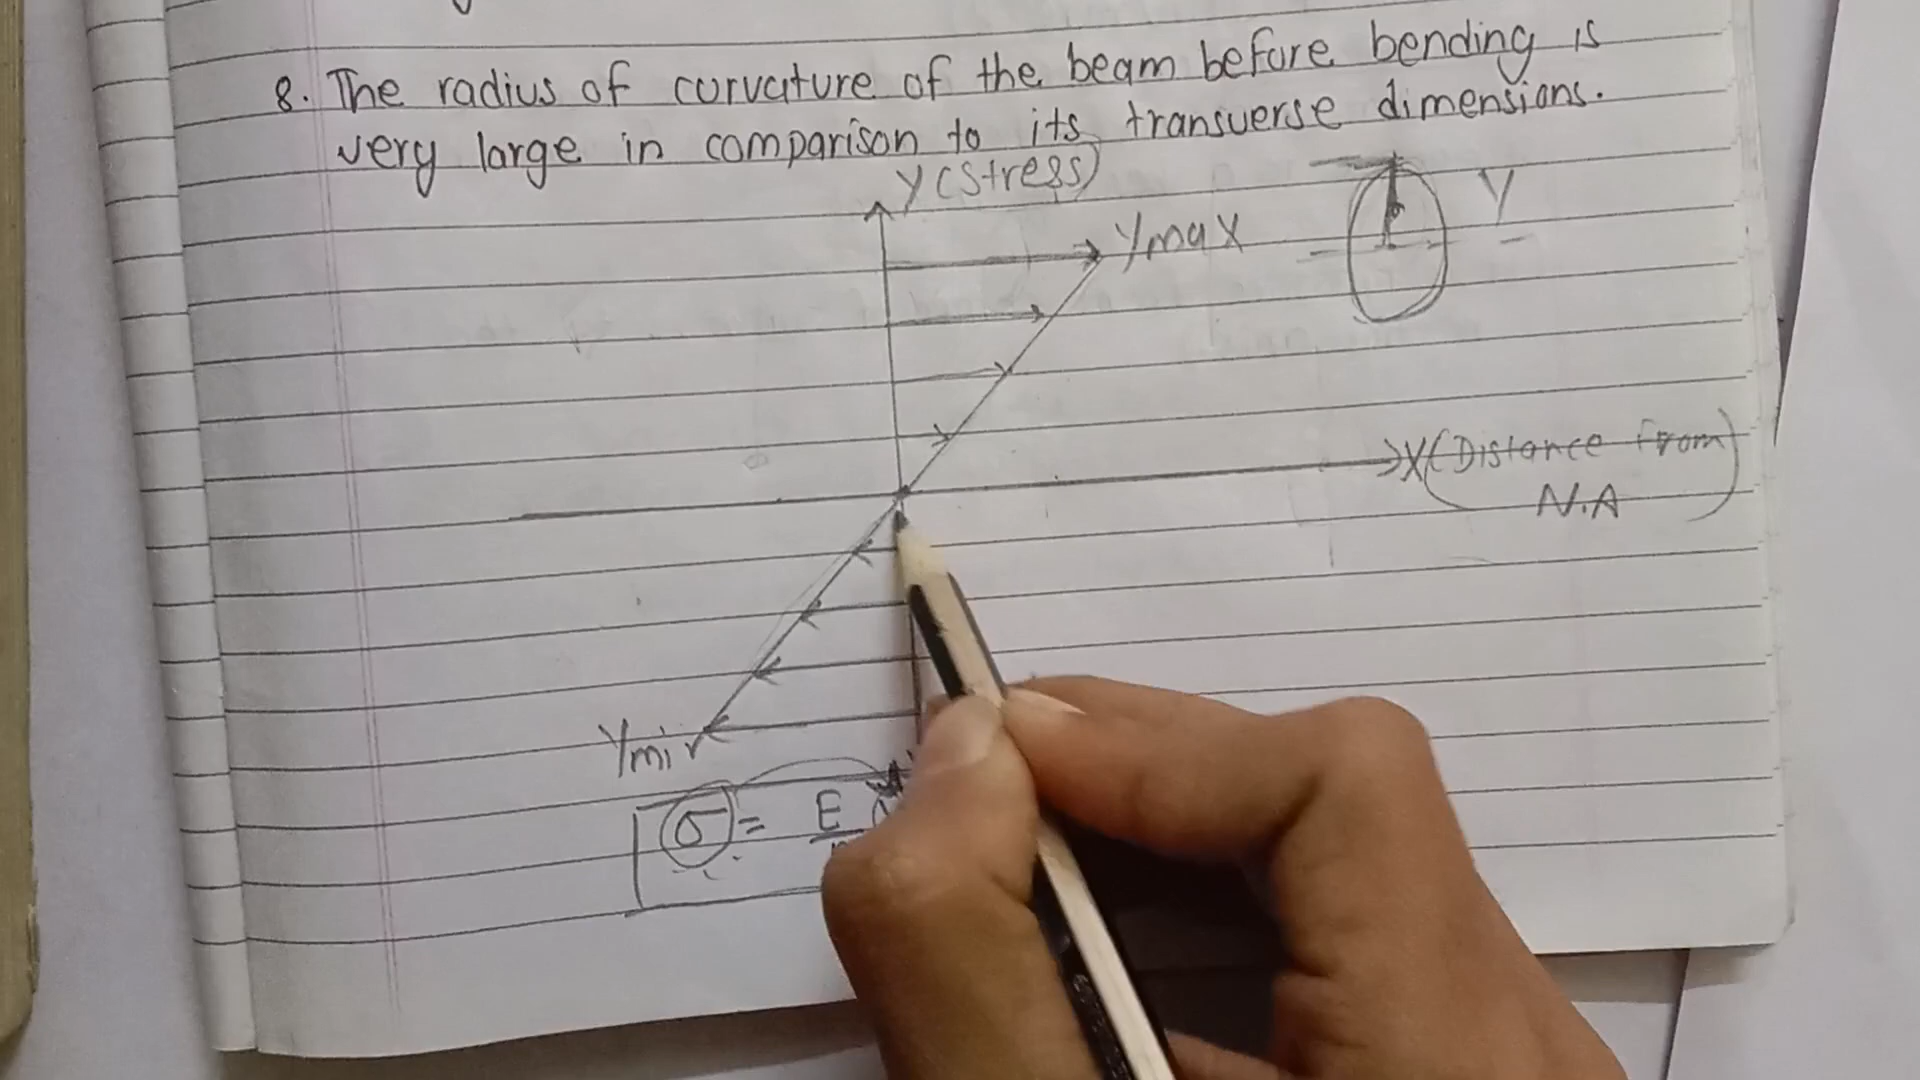 8. The radius of curvature of the beam before bending is
very large in comparison to its transverse dimensions.
Y (Stress)
Ymax
Y
X (Distance from
N.A
Ymin
σ = E